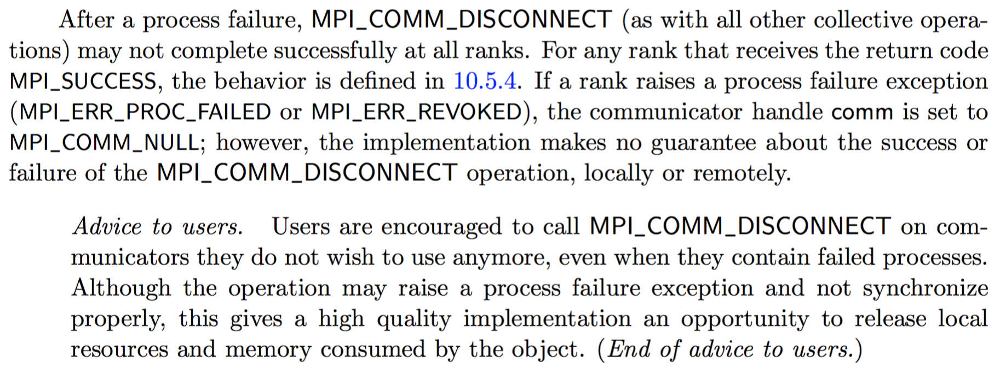 After a process failure, MPI_COMM_DISCONNECT (as with all other collective opera-
tions) may not complete successfully at all ranks. For any rank that receives the return code
MPI_SUCCESS, the behavior is defined in 10.5.4. If a rank raises a process failure exception
(MPI_ERR_PROC_FAILED or MPI_ERR_REVOKED), the communicator handle comm is set to
MPI_COMM_NULL; however, the implementation makes no guarantee about the success or
failure of the MPI_COMM_DISCONNECT operation, locally or remotely.
Advice to users. Users are encouraged to call MPI_COMM_DISCONNECT on com-
municators they do not wish to use anymore, even when they contain failed processes.
Although the operation may raise a process failure exception and not synchronize
properly, this gives a high quality implementation an opportunity to release local
resources and memory consumed by the object. (End of advice to users.)